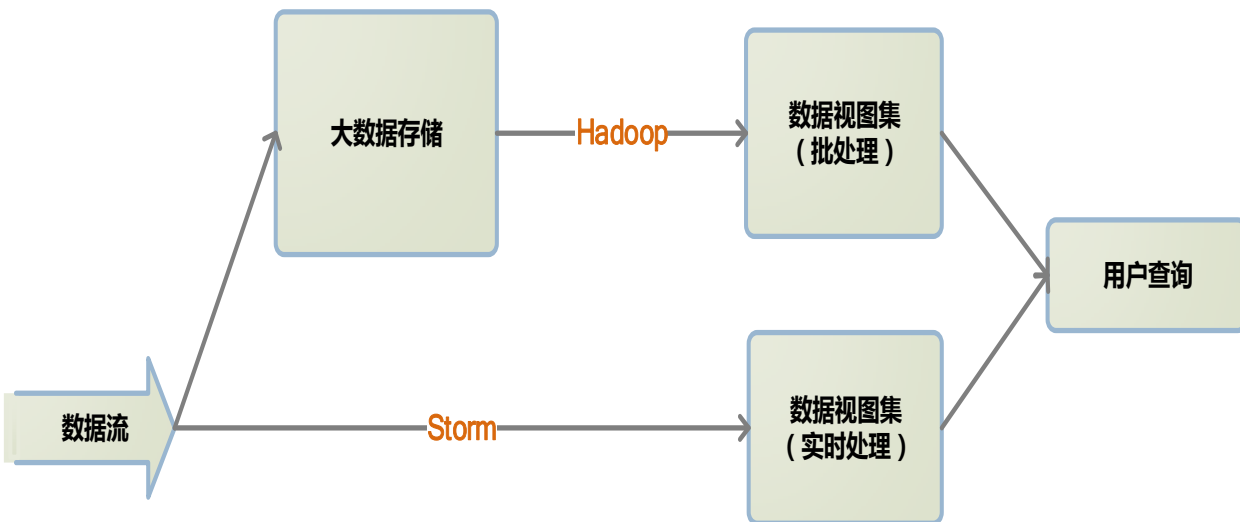 大数据存储
Hadoop
数据视图集
（批处理）
用户查询
数据流
Storm
数据视图集
（实时处理）